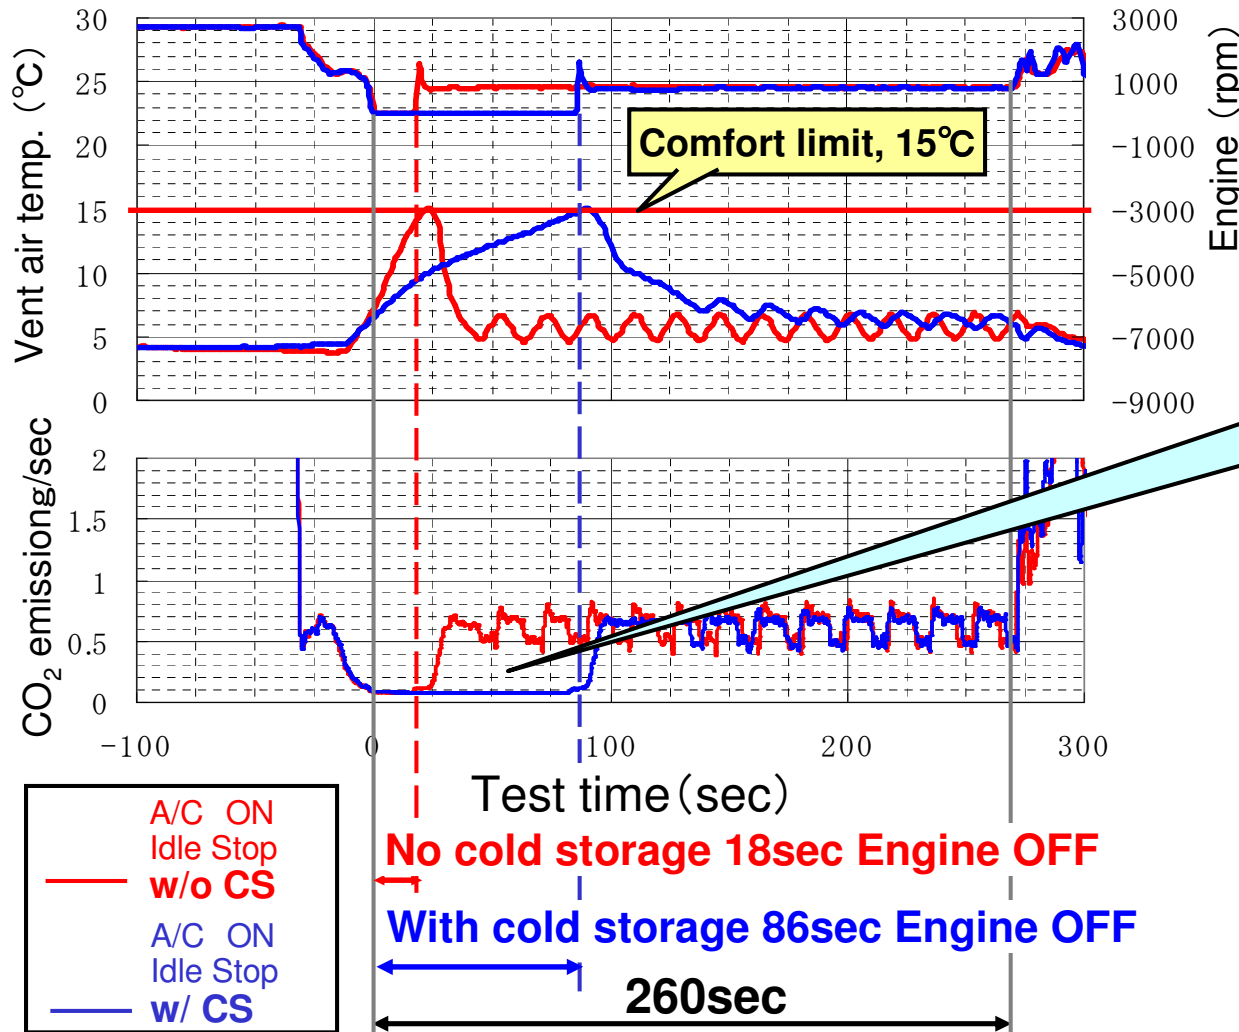 30
25
20
15
10
5
0
Vent air temp. (℃)
3000
1000
-1000
-3000
-5000
-7000
-9000
Engine (rpm)
Comfort limit, 15℃
2
1.5
1
0.5
0
CO2 emissiong/sec
-100
0
100
200
300
Test time(sec)
A/C ON
Idle Stop
w/o CS
A/C ON
Idle Stop
w/ CS
No cold storage 18sec Engine OFF
With cold storage 86sec Engine OFF
260sec